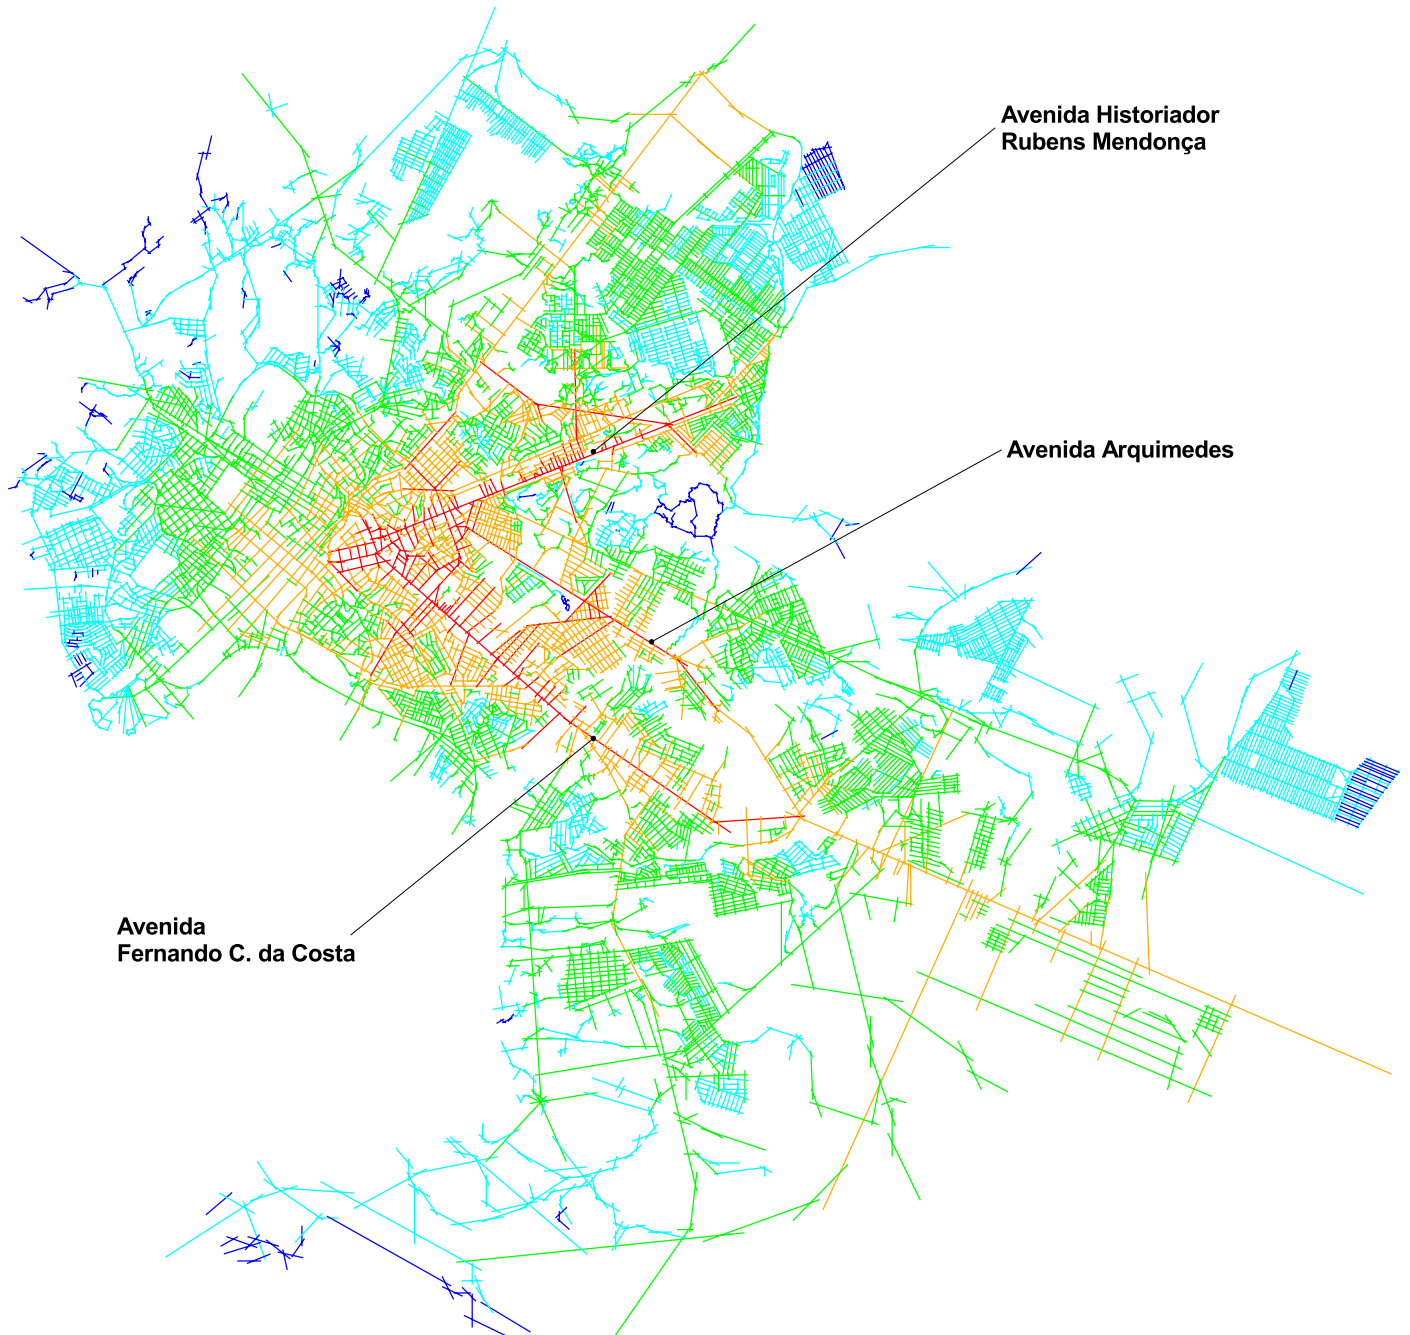 Avenida Historiador
Rubens Mendonça
Avenida Arquimedes
Avenida
Fernando C. da Costa